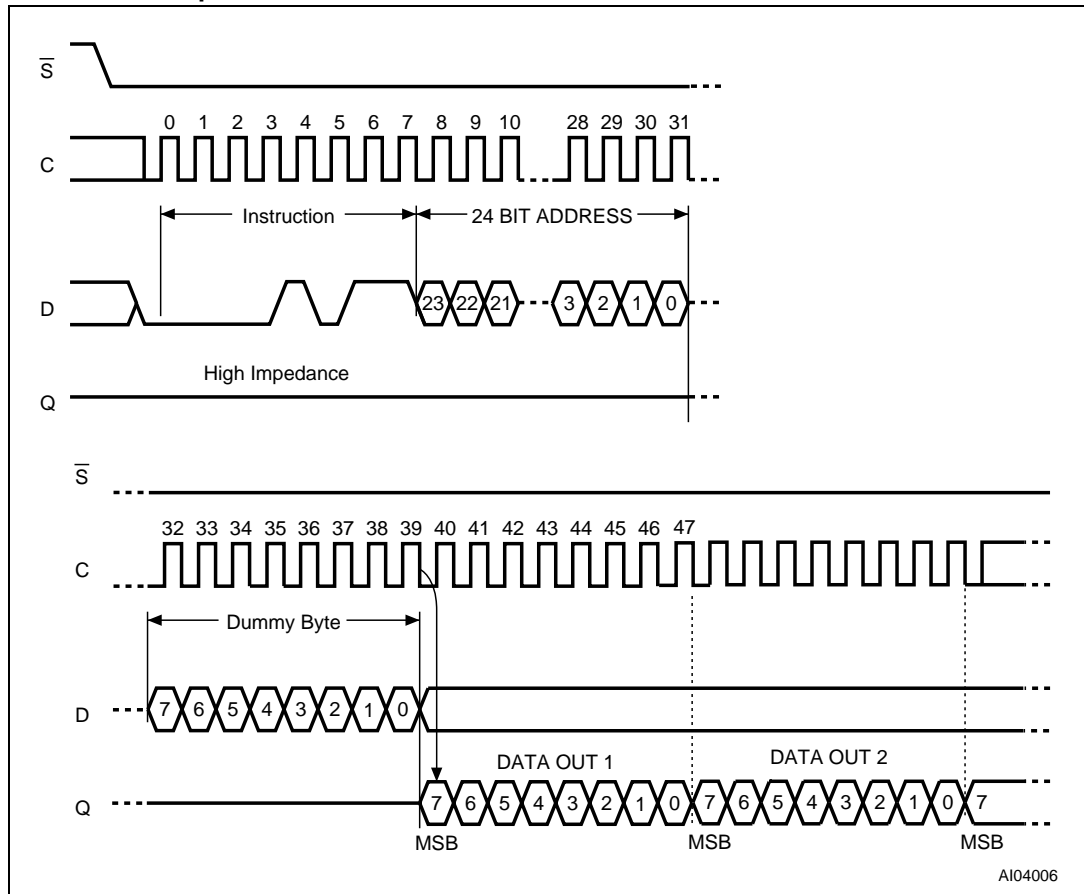 S
0 1 2 3 4 5 6 7 8 9 10 28 29 30 31
C
Instruction 24 BIT ADDRESS
D 23 22 21 3 2 1 0
High Impedance
Q
S
32 33 34 35 36 37 38 39 40 41 42 43 44 45 46 47
C
Dummy Byte
D 7 6 5 4 3 2 1 0
DATA OUT 1 DATA OUT 2
Q 7 6 5 4 3 2 1 0 7 6 5 4 3 2 1 0 7
MSB MSB MSB
AI04006